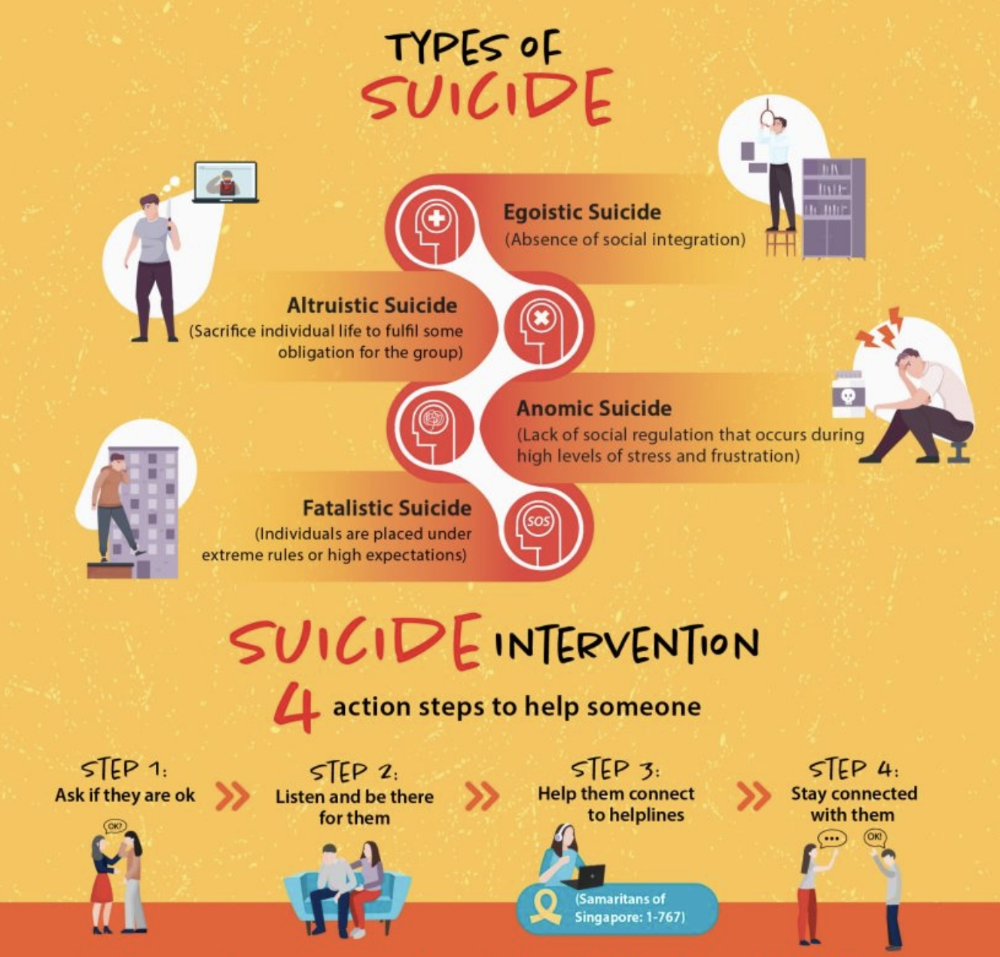 TYPES OF
SUICIDE
Egoistic Suicide
(Absence of social integration)
Altruistic Suicide
(Sacrifice individual life to fulfil some
obligation for the group)
Anomic Suicide
(Lack of social regulation that occurs during
high levels of stress and frustration)
Fatalistic Suicide
(Individuals are placed under
extreme rules or high expectations)
SOS
SUICIDE INTERVENTION
4 action steps to help someone
STEP 1:
Ask if they are ok
OK?
STEP 2:
Listen and be there
for them
STEP 3:
Help them connect
to helplines
(Samaritans of
Singapore: 1-767)
STEP 4:
Stay connected
with them
...
OK!